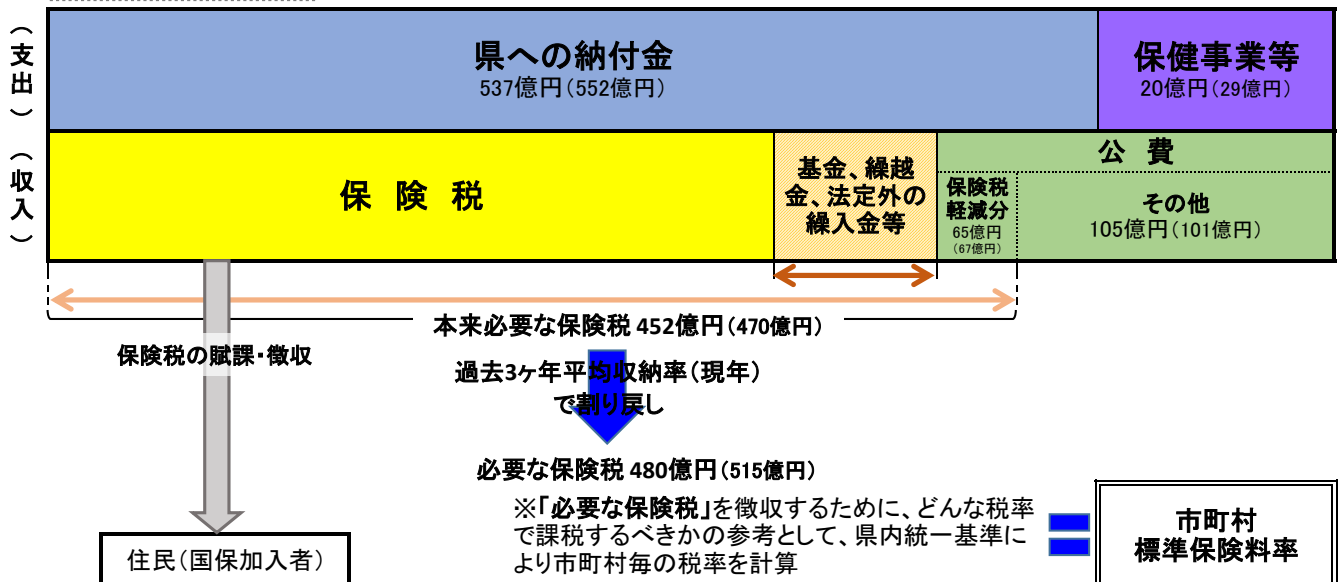 （支出）
県への納付金
537億円（552億円）
保健事業等
20億円（29億円）
（収入）
保険税
基金、繰越
金、法定外の
繰入金等
公費
保険税
軽減分
65億円
（67億円）
その他
105億円（101億円）
本来必要な保険税 452億円（470億円）
保険税の賦課・徴収
過去3ヶ年平均収納率（現年）
で割り戻し
必要な保険税 480億円（515億円）
※「必要な保険税」を徴収するために、どんな税率
で課税するべきかの参考として、県内統一基準に
より市町村毎の税率を計算
市町村
標準保険料率
住民（国保加入者）